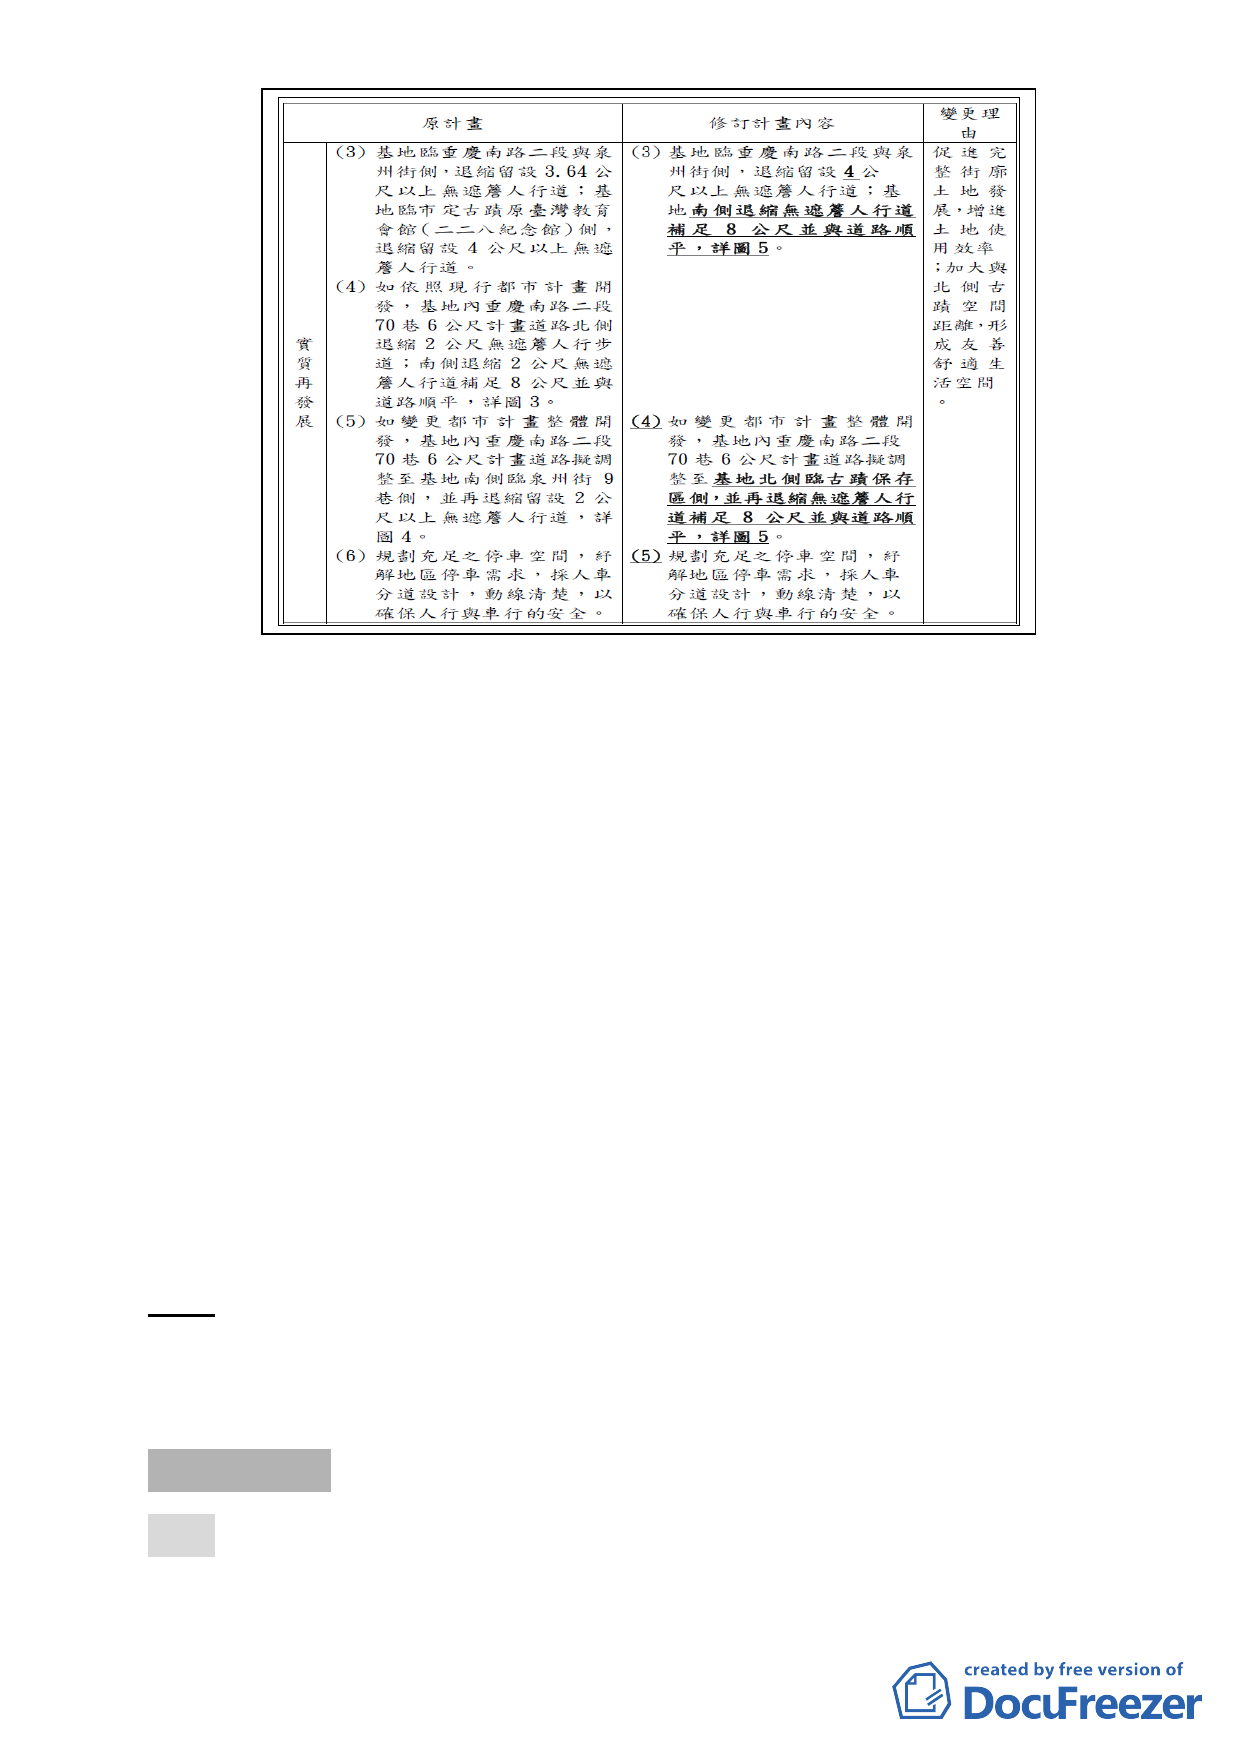 原計畫
修訂計畫內容
變更理
由
實
質
再
發
展
(3) 基地臨重慶南路二段與泉
州街側，退縮留設 3.64 公
尺以上無遮簷人行道；基
地臨市定古蹟原臺灣教育
會館(二二八紀念館)側，
退縮留設 4 公尺以上無遮
簷人行道。
(4) 如依照現行都市計畫開
發，基地內重慶南路二段
70 巷 6 公尺計畫道路北側
退縮 2 公尺無遮簷人行步
道；南側退縮 2 公尺無遮
簷人行道補足 8 公尺並與
道路順平，詳圖 3。
(5) 如變更都市計畫整體開
發，基地內重慶南路二段
70 巷 6 公尺計畫道路擬調
整至基地南側臨泉州街 9
巷側，並再退縮留設 2 公
尺以上無遮簷人行道，詳
圖 4。
(6) 規劃充足之停車空間，紓
解地區停車需求，採人車
分道設計，動線清楚，以
確保人行與車行的安全。
(3) 基地臨重慶南路二段與泉
州街側，退縮留設 4 公
尺以上無遮簷人行道；基
地南側退縮無遮簷人行道
補足 8 公尺並與道路順
平，詳圖 5。
(4) 如變更都市計畫整體開
發，基地內重慶南路二段
70 巷 6 公尺計畫道路擬調
整至基地北側臨古蹟保存
區側，並再退縮無遮簷人行
道補足 8 公尺並與道路順
平，詳圖 5。
(5) 規劃充足之停車空間，紓
解地區停車需求，採人車
分道設計，動線清楚，以
確保人行與車行的安全。
促進完
整街廓
土地發
展，增進
土地使
用效率
；加大與
北側古
蹟空間
距離，形
成友善
舒適生
活空間
。
created by free version of
DocuFreezer